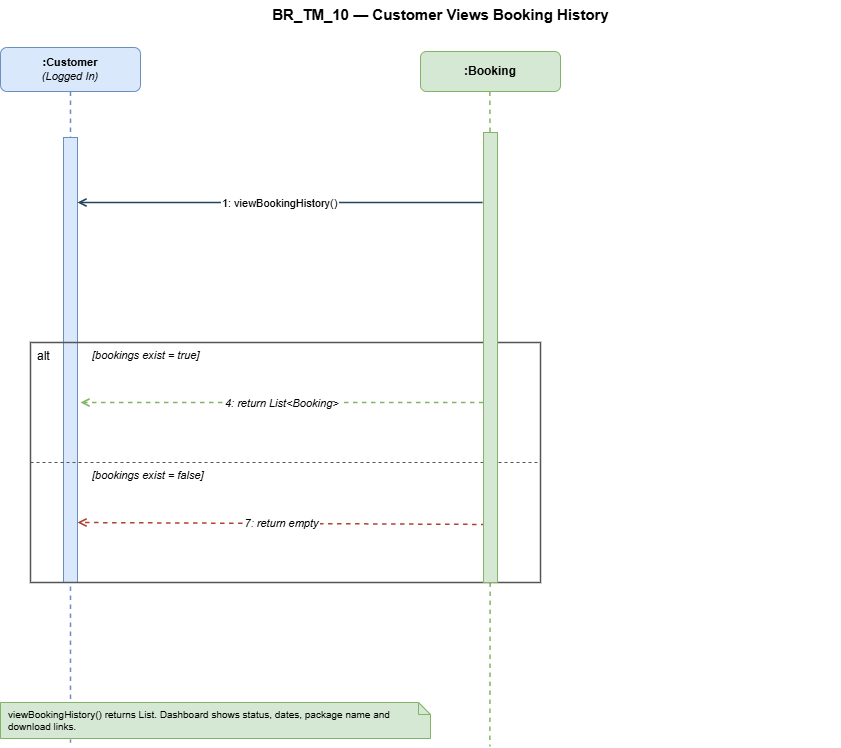 BR_TM_10 — Customer Views Booking History
:Customer
(Logged In)
:Booking
1: viewBookingHistory()
alt
[bookings exist = true]
4: return List<Booking>
[bookings exist = false]
7: return empty
viewBookingHistory() returns List. Dashboard shows status, dates, package name and
download links.